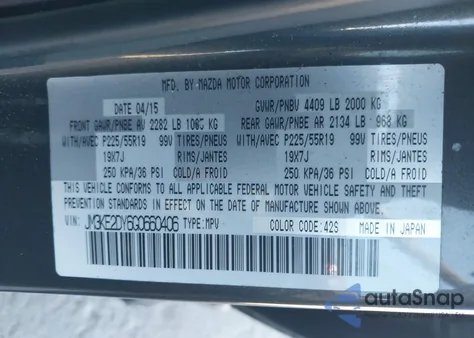 MFD. BY MAZDA MOTOR CORPORATION
DATE 04/15 GVWR/PNBV 4409 LB 2000 KG
FRONT GAWR/PNBE AV 2282 LB 1035 KG REAR GAWR/PNBE AR 2134 LB 968 KG
WITH/AVEC P225/55R19 99V TIRES/PNEUS WITH/AVEC P225/55R19 99V TIRES/PNEUS
19X7J RIMS/JANTES 19X7J RIMS/JANTES
250 KPA/36 PSI COLD/A FROID 250 KPA/36 PSI COLD/A FROID
THIS VEHICLE CONFORMS TO ALL APPLICABLE FEDERAL MOTOR VEHICLE SAFETY AND THEFT
PREVENTION STANDARDS IN EFFECT ON THE DATE OF MANUFACTURE SHOWN ABOVE.
VIN: JM3KE2DY6G0660406 TYPE: MPV COLOR CODE: 42S MADE IN JAPAN
autoSnap